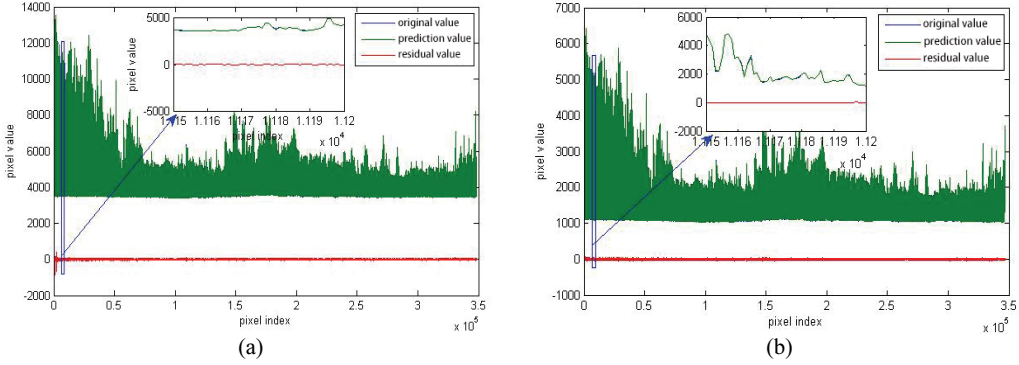 14000
12000
10000
8000
6000
4000
2000
0
-2000
pixel value
0
0.5
1
1.5
2
2.5
3
3.5
pixel index
x 10^5
5000
0
-5000
pixel value
1.115
1.116
1.117
1.118
1.119
1.12
pixel index
x 10^4
original value
prediction value
residual value
(a)
7000
6000
5000
4000
3000
2000
1000
0
-1000
pixel value
0
0.5
1
1.5
2
2.5
3
3.5
pixel index
x 10^5
6000
4000
2000
0
-2000
1.115
1.116
1.117
1.118
1.119
1.12
pixel index
x 10^4
original value
prediction value
residual value
(b)